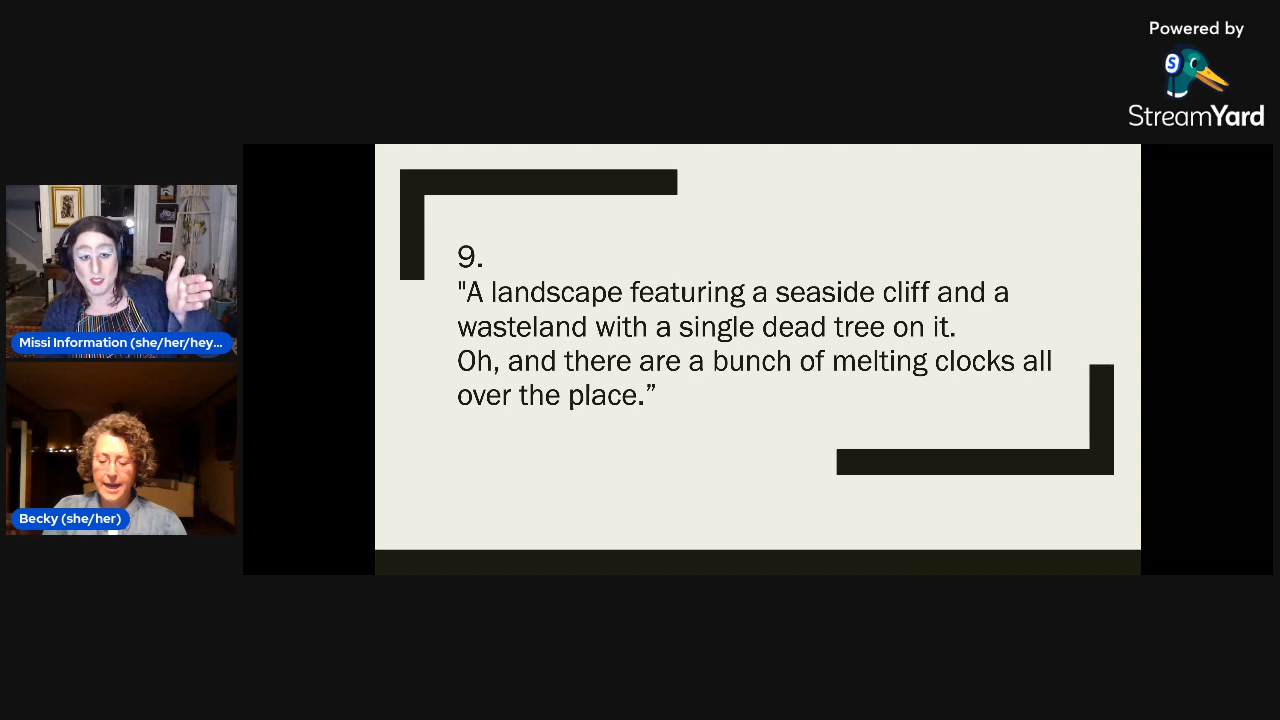 Powered by
S
StreamYard
Missi Information (she/her/hey...
Becky (she/her)
9.
"A landscape featuring a seaside cliff and a
wasteland with a single dead tree on it.
Oh, and there are a bunch of melting clocks all
over the place.”